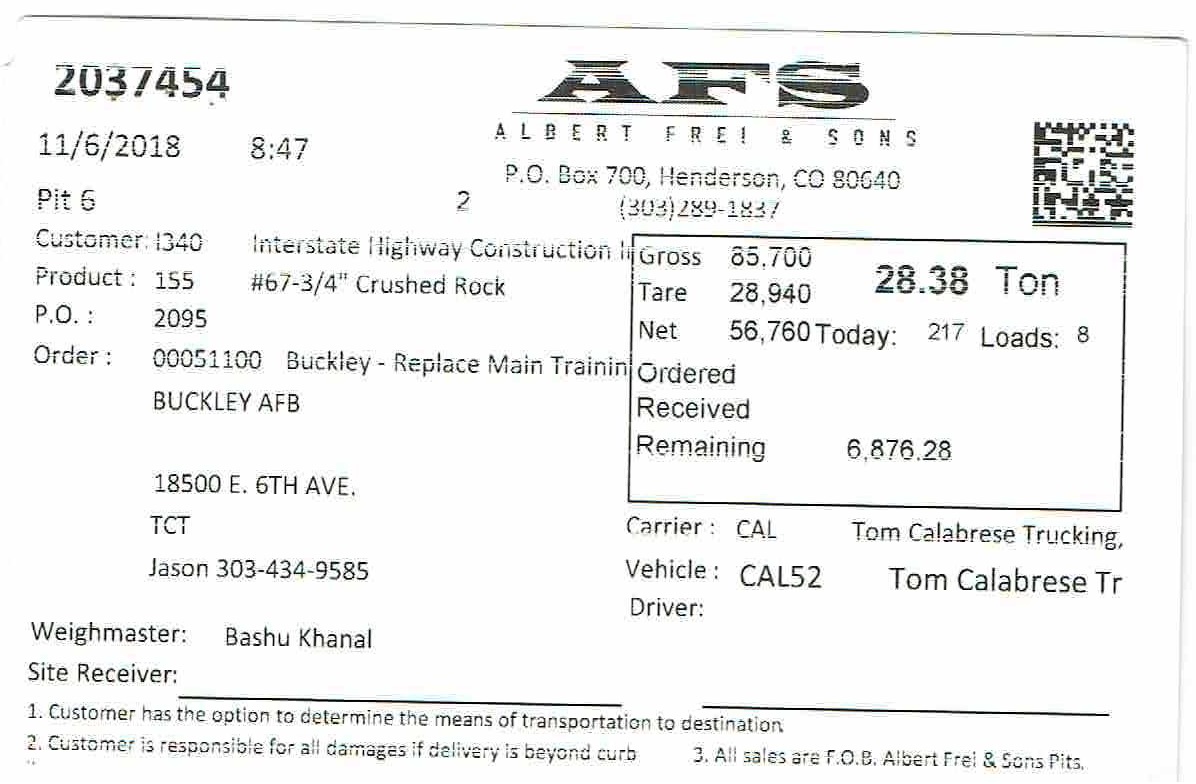 2037454
AFS
ALBERT FREI & SONS
11/6/2018 8:47
P.O. Box 700, Henderson, CO 80640
(303)289-1837
Pit 6 2
Customer: I340 Interstate Highway Construction I
Product : 155 #67-3/4" Crushed Rock
P.O. : 2095
Order : 00051100 Buckley - Replace Main Trainin
BUCKLEY AFB
18500 E. 6TH AVE.
TCT
Jason 303-434-9585
Gross 85,700 28.38 Ton
Tare 28,940
Net 56,760 Today: 217 Loads: 8
Ordered
Received
Remaining 6,876.28
Carrier : CAL Tom Calabrese Trucking,
Vehicle : CAL52 Tom Calabrese Tr
Driver:
Weighmaster: Bashu Khanal
Site Receiver:
1. Customer has the option to determine the means of transportation to destination
2. Customer is responsible for all damages if delivery is beyond curb
3. All sales are F.O.B. Albert Frei & Sons Pits.